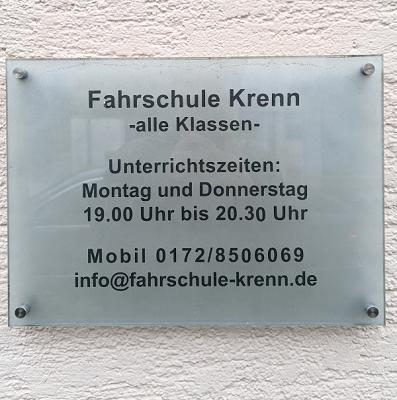 Fahrschule Krenn
-alle Klassen-
Unterrichtszeiten:
Montag und Donnerstag
19.00 Uhr bis 20.30 Uhr
Mobil 0172/8506069
info@fahrschule-krenn.de